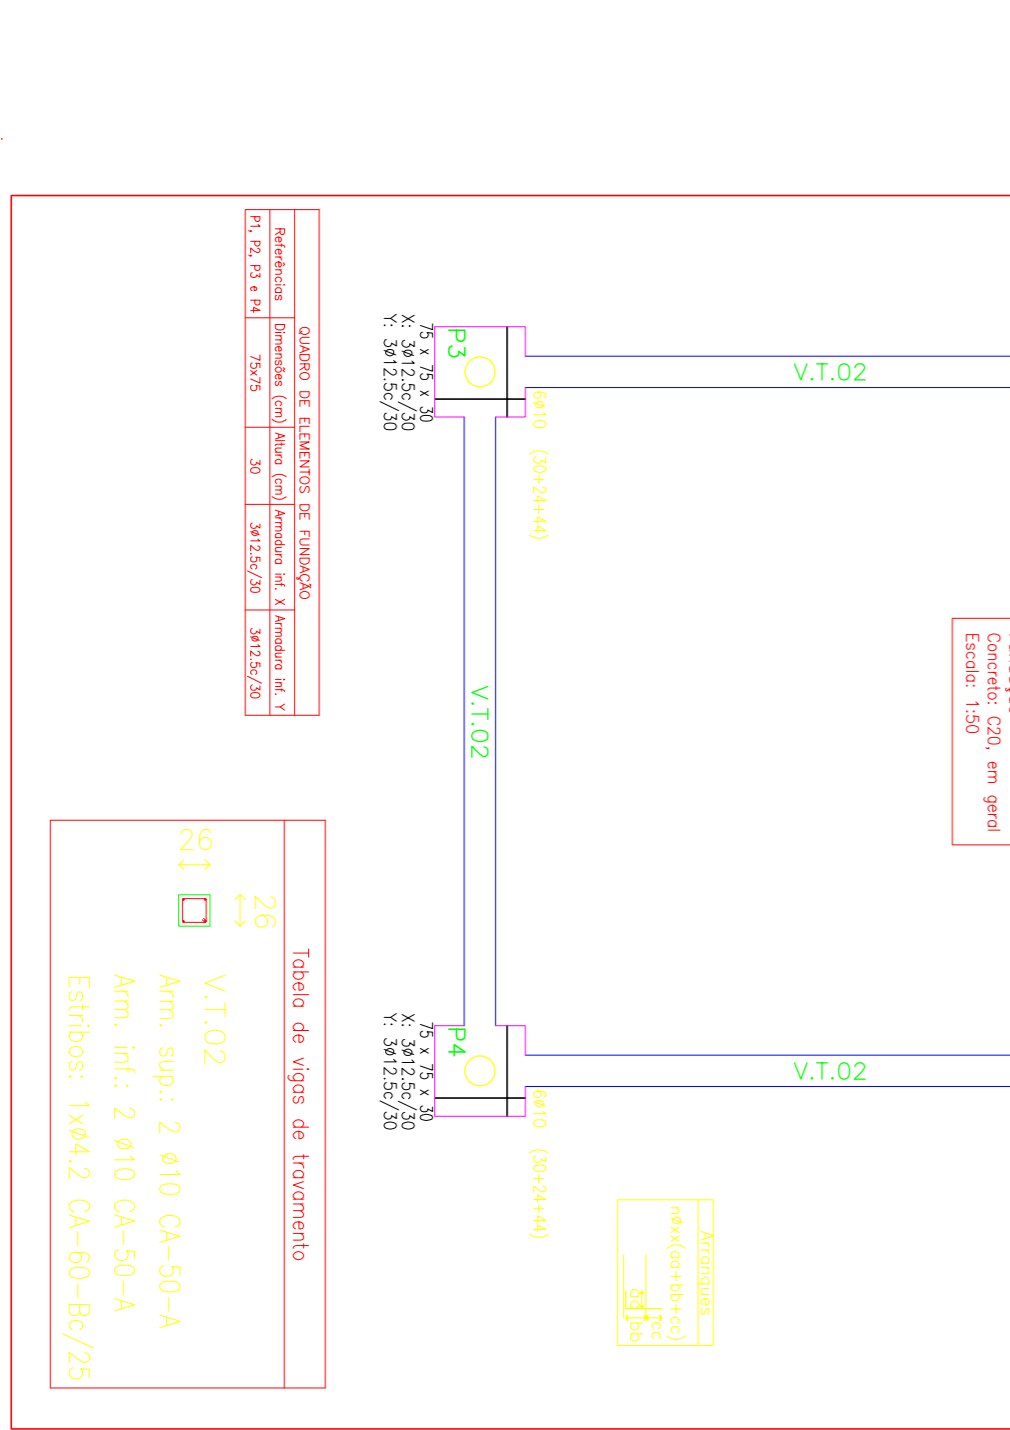 Concreto: C20, em geral
Escala: 1:50
V.T.02
V.T.02
P3
6Ø10 (30+24+44)
75 x 75 x 30
X: 3Ø12.5c/30
Y: 3Ø12.5c/30
V.T.02
P4
6Ø10 (30+24+44)
75 x 75 x 30
X: 3Ø12.5c/30
Y: 3Ø12.5c/30
Arranques
nØxx(aa+bb+cc)
cc
aa
bb
QUADRO DE ELEMENTOS DE FUNDAÇÃO
Referências Dimensões (cm) Altura (cm) Armadura inf. X Armadura inf. Y
P1, P2, P3 e P4 75x75 30 3Ø12.5c/30 3Ø12.5c/30
Tabela de vigas de travamento
26
26
V.T.02
Arm. sup.: 2 Ø10 CA-50-A
Arm. inf.: 2 Ø10 CA-50-A
Estribos: 1xØ4.2 CA-60-Bc/25